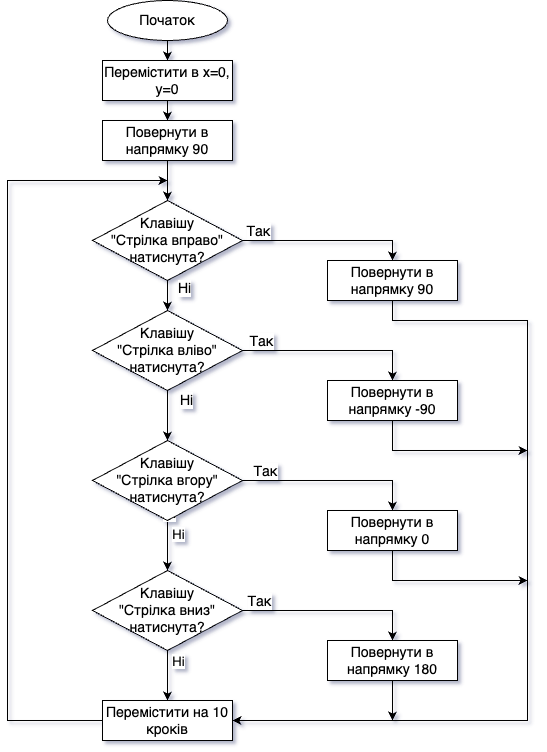 Початок
Перемістити в x=0,
y=0
Повернути в
напрямку 90
Клавішу
"Стрілка вправо"
натиснута?
Так
Повернути в
напрямку 90
Ні
Клавішу
"Стрілка вліво"
натиснута?
Так
Повернути в
напрямку -90
Ні
Клавішу
"Стрілка вгору"
натиснута?
Так
Повернути в
напрямку 0
Ні
Клавішу
"Стрілка вниз"
натиснута?
Так
Повернути в
напрямку 180
Ні
Перемістити на 10
кроків